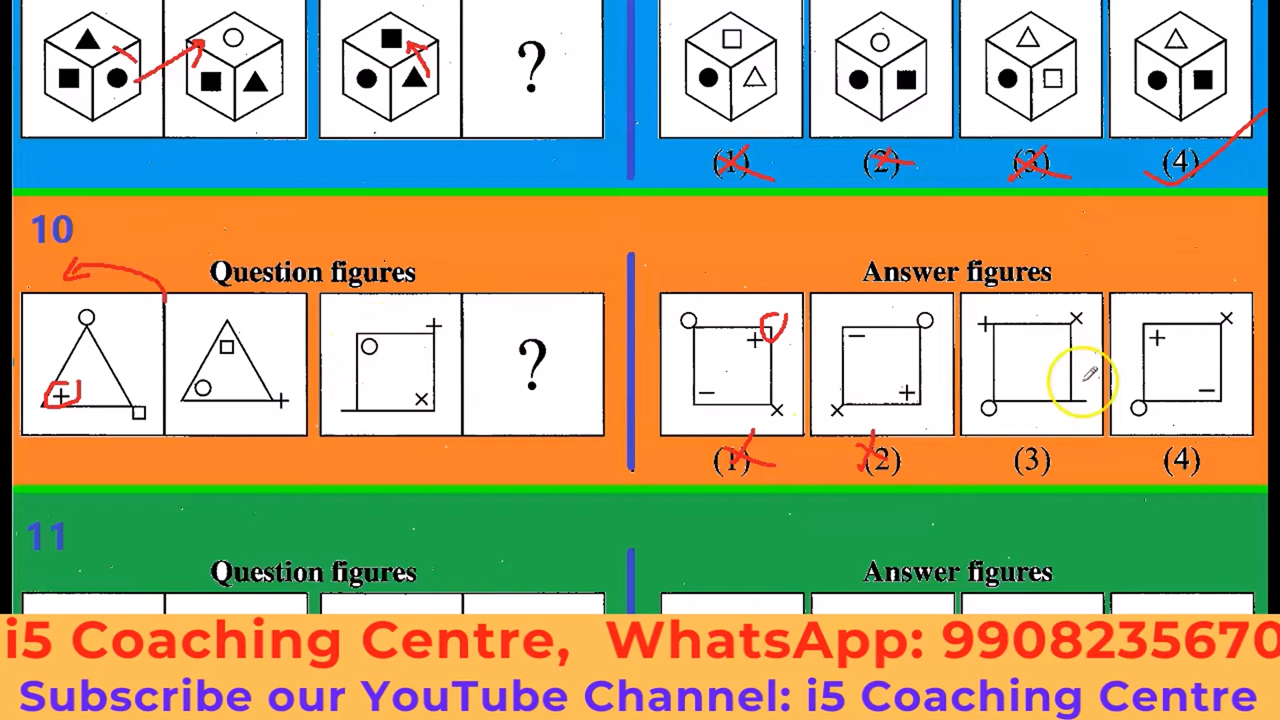 ?
(1) (2) (3) (4)
10
Question figures Answer figures
+ + + × ? + − × − + × + × + −
(1) (2) (3) (4)
11
Question figures Answer figures
i5 Coaching Centre, WhatsApp: 9908235670
Subscribe our YouTube Channel: i5 Coaching Centre